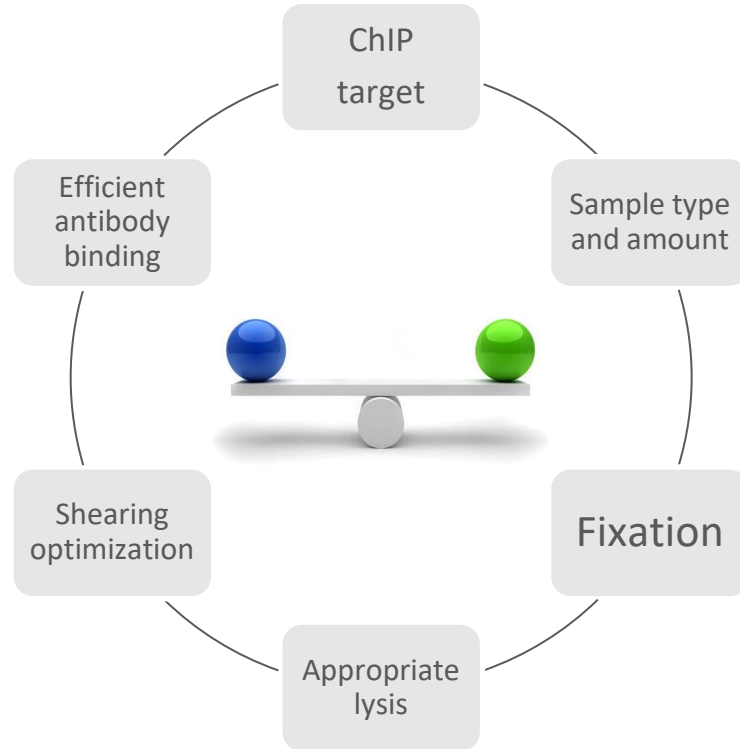 ChIP
target
Sample type
and amount
Fixation
Appropriate
lysis
Shearing
optimization
Efficient
antibody
binding